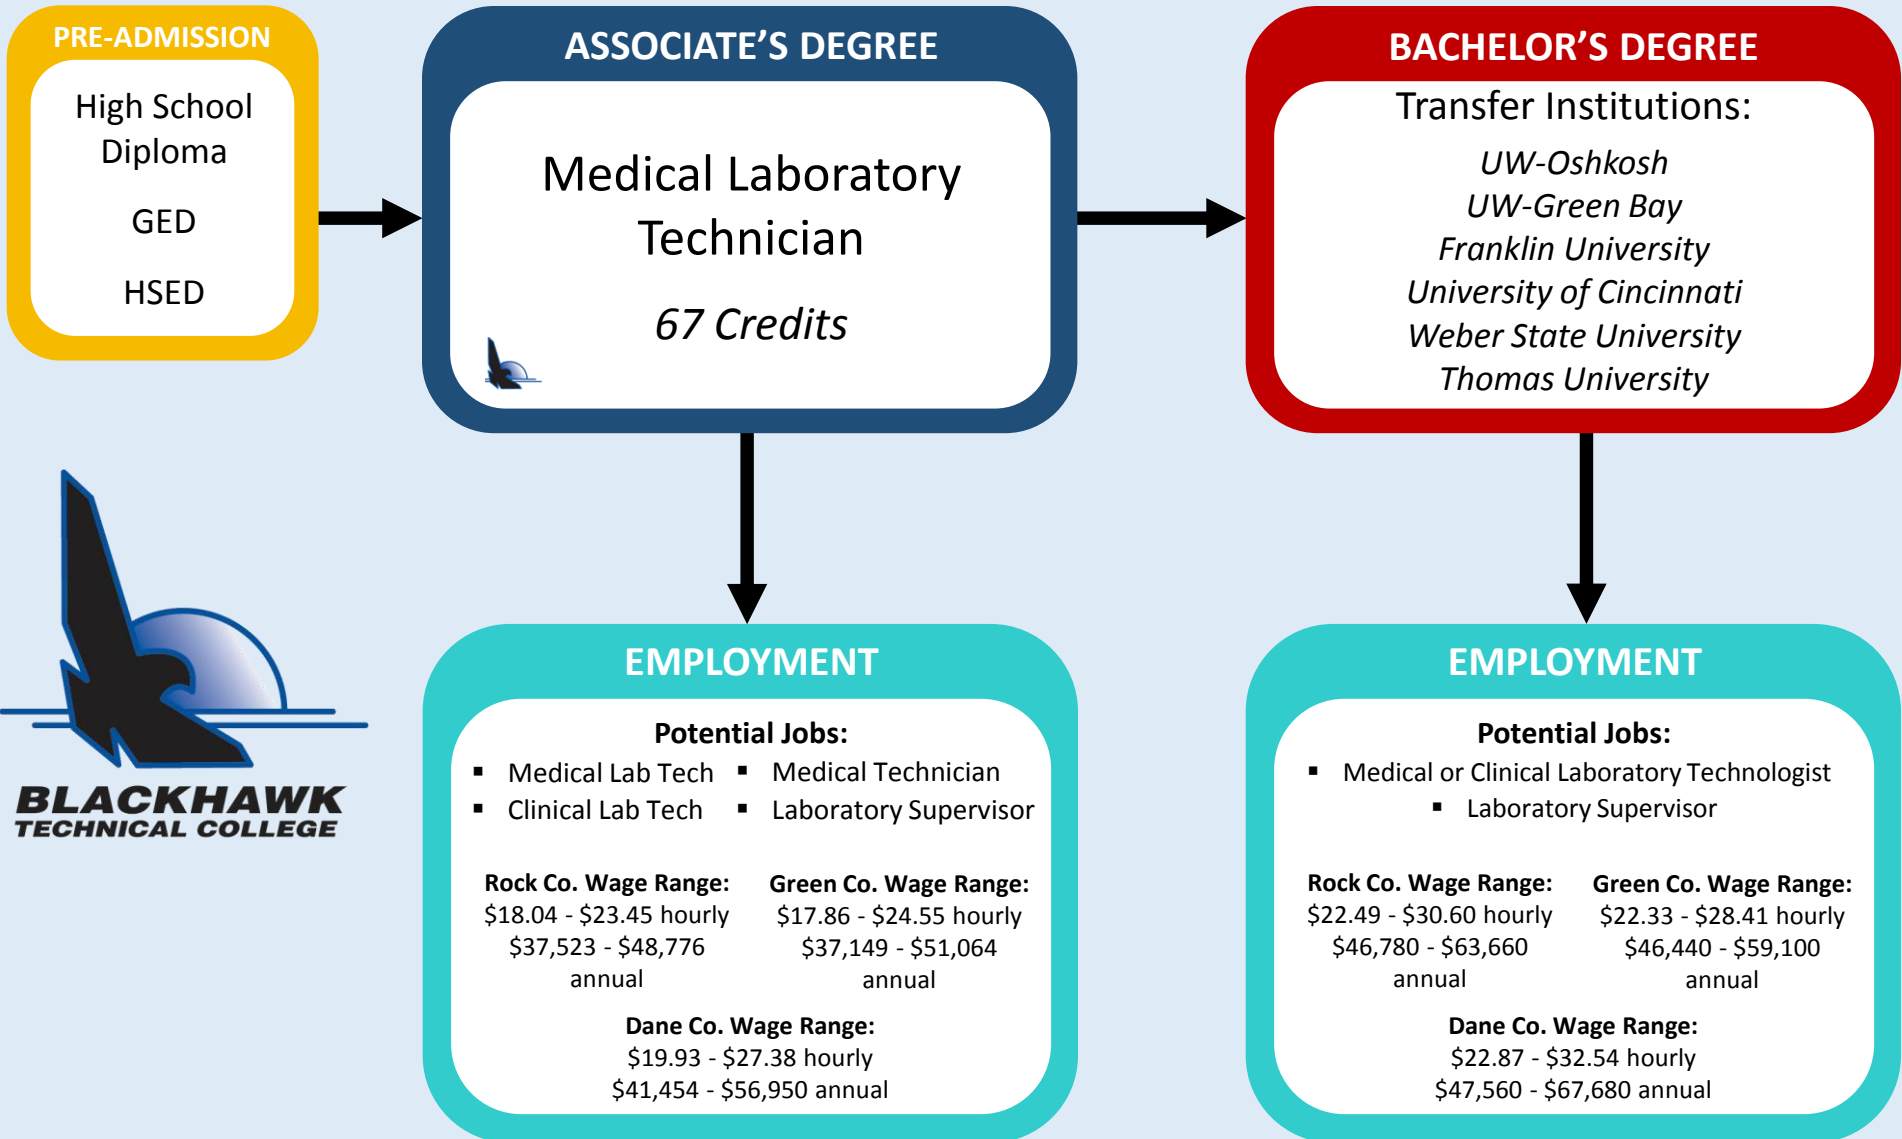 PRE-ADMISSION
High School
Diploma
GED
HSED
ASSOCIATE'S DEGREE
Medical Laboratory
Technician
67 Credits
BACHELOR'S DEGREE
Transfer Institutions:
UW-Oshkosh
UW-Green Bay
Franklin University
University of Cincinnati
Weber State University
Thomas University
BLACKHAWK
TECHNICAL COLLEGE
EMPLOYMENT
Potential Jobs:
▪ Medical Lab Tech ▪ Medical Technician
▪ Clinical Lab Tech ▪ Laboratory Supervisor
Rock Co. Wage Range:
$18.04 - $23.45 hourly
$37,523 - $48,776
annual
Green Co. Wage Range:
$17.86 - $24.55 hourly
$37,149 - $51,064
annual
Dane Co. Wage Range:
$19.93 - $27.38 hourly
$41,454 - $56,950 annual
EMPLOYMENT
Potential Jobs:
▪ Medical or Clinical Laboratory Technologist
▪ Laboratory Supervisor
Rock Co. Wage Range:
$22.49 - $30.60 hourly
$46,780 - $63,660
annual
Green Co. Wage Range:
$22.33 - $28.41 hourly
$46,440 - $59,100
annual
Dane Co. Wage Range:
$22.87 - $32.54 hourly
$47,560 - $67,680 annual